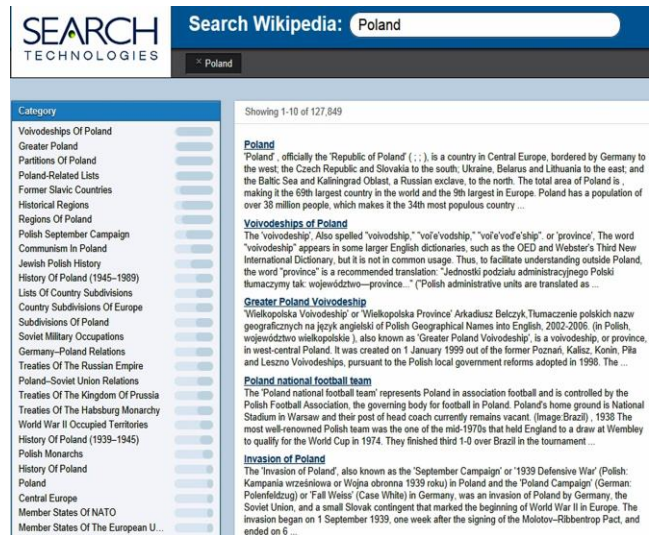 SEARCH
TECHNOLOGIES
Search Wikipedia: Poland
× Poland
Category
Voivodeships Of Poland
Greater Poland
Partitions Of Poland
Poland-Related Lists
Former Slavic Countries
Historical Regions
Regions Of Poland
Polish September Campaign
Communism In Poland
Jewish Polish History
History Of Poland (1945–1989)
Lists Of Country Subdivisions
Country Subdivisions Of Europe
Subdivisions Of Poland
Soviet Military Occupations
Germany–Poland Relations
Treaties Of The Russian Empire
Poland–Soviet Union Relations
Treaties Of The Kingdom Of Prussia
Treaties Of The Habsburg Monarchy
World War II Occupied Territories
History Of Poland (1939–1945)
Polish Monarchs
History Of Poland
Poland
Central Europe
Member States Of NATO
Member States Of The European U...
Showing 1-10 of 127,849
Poland
'Poland' , officially the 'Republic of Poland' ( ; ; ), is a country in Central Europe, bordered by Germany to
the west; the Czech Republic and Slovakia to the south; Ukraine, Belarus and Lithuania to the east; and
the Baltic Sea and Kaliningrad Oblast, a Russian exclave, to the north. The total area of Poland is ,
making it the 69th largest country in the world and the 9th largest in Europe. Poland has a population of
over 38 million people, which makes it the 34th most populous country ...
Voivodeships of Poland
The 'voivodeship', Also spelled "voivodship," "voi'evodship," "voi'evod'e'ship". or 'province', The word
"voivodeship" appears in some larger English dictionaries, such as the OED and Webster's Third New
International Dictionary, but it is not in common usage. Thus, to facilitate understanding outside Poland,
the word "province" is a recommended translation: "Jednostki podziału administracyjnego Polski
tłumaczymy tak: województwo—province..." ("Polish administrative units are translated as ...
Greater Poland Voivodeship
'Wielkopolska Voivodeship' or 'Wielkopolska Province' Arkadiusz Belczyk,Tłumaczenie polskich nazw
geograficznych na język angielski of Polish Geographical Names into English, 2002-2006. (in Polish,
województwo wielkopolskie ), also known as 'Greater Poland Voivodeship', is a voivodeship, or province,
in west-central Poland. It was created on 1 January 1999 out of the former Poznań, Kalisz, Konin, Piła
and Leszno Voivodeships, pursuant to the Polish local government reforms adopted in 1998. The ...
Poland national football team
The 'Poland national football team' represents Poland in association football and is controlled by the
Polish Football Association, the governing body for football in Poland. Poland's home ground is National
Stadium in Warsaw and their post of head coach currently remains vacant. (Image:Bazil) , 1938 The
most well-renowned Polish team was the one of the mid-1970s that held England to a draw at Wembley
to qualify for the World Cup in 1974. They finished third 1-0 over Brazil in the tournament ...
Invasion of Poland
The 'Invasion of Poland', also known as the 'September Campaign' or '1939 Defensive War' (Polish:
Kampania wrześniowa or Wojna obronna 1939 roku) in Poland and the 'Poland Campaign' (German:
Polenfeldzug) or 'Fall Weiss' (Case White) in Germany, was an invasion of Poland by Germany, the
Soviet Union, and a small Slovak contingent that marked the beginning of World War II in Europe. The
invasion began on 1 September 1939, one week after the signing of the Molotov–Ribbentrop Pact, and
ended on 6 ...